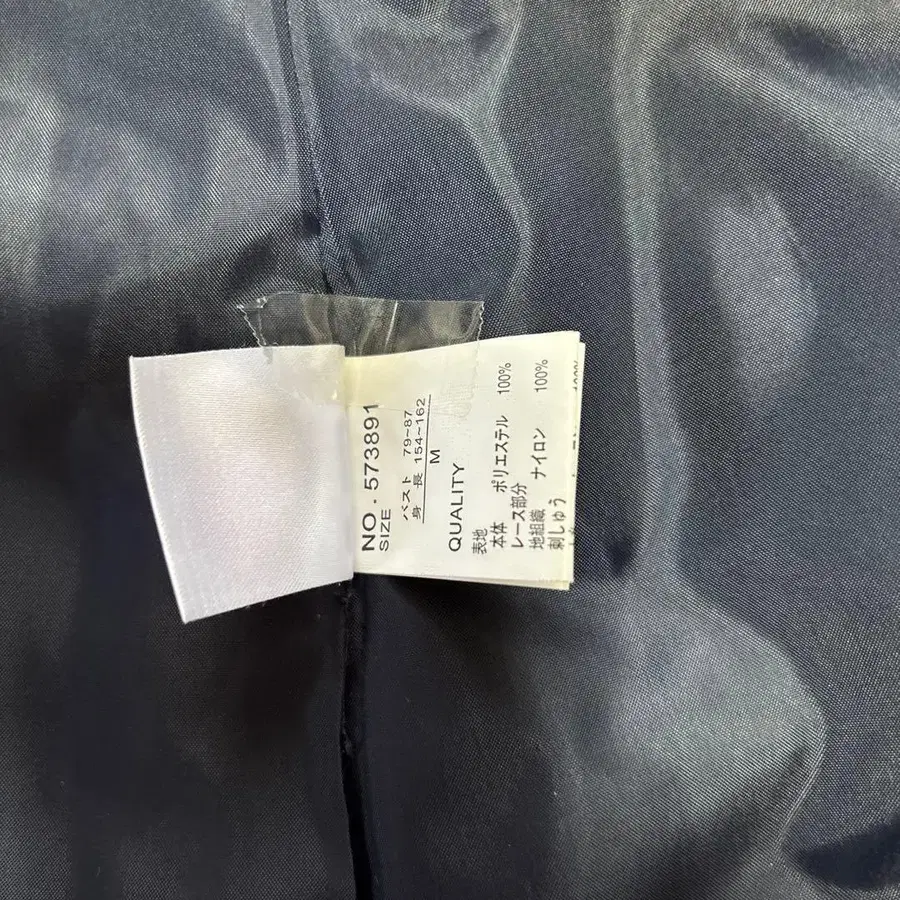 NO. 573891
SIZE
バスト 79~87
身 長 154~162
M
QUALITY
表地
本体 ポリエステル 100%
レース部分
地組織 ナイロン 100%
刺しゅう